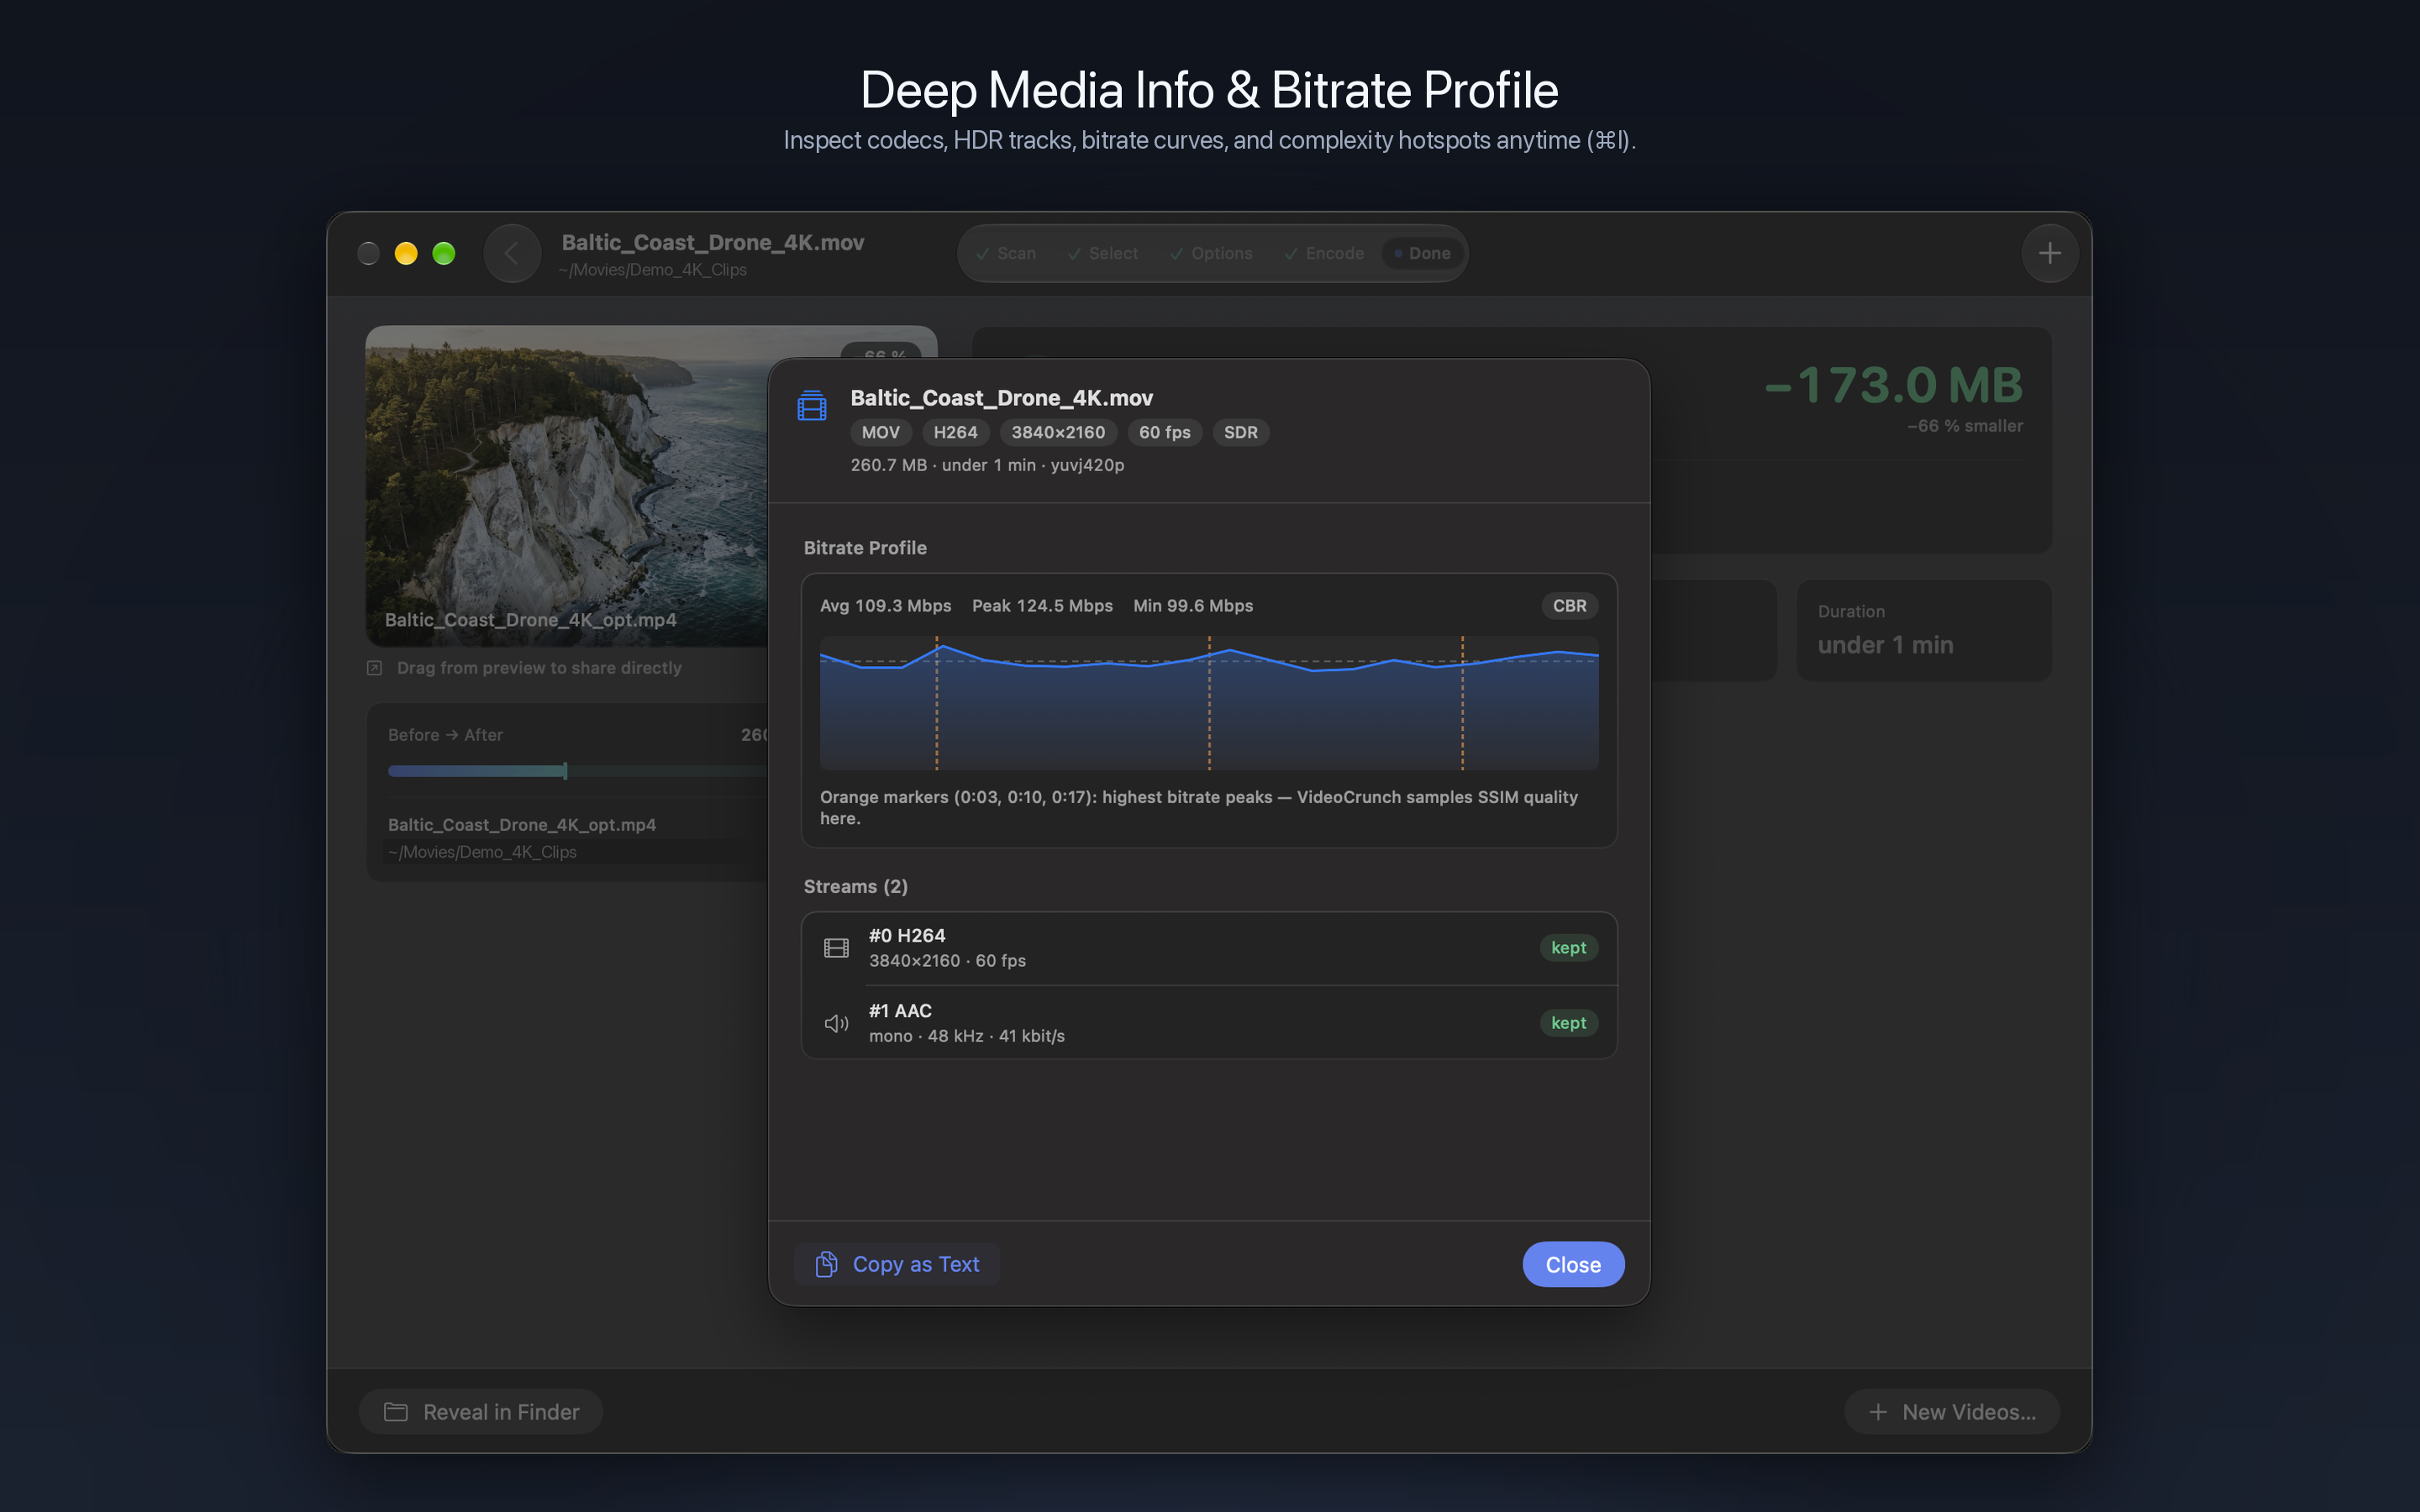 Deep Media Info & Bitrate Profile
Inspect codecs, HDR tracks, bitrate curves, and complexity hotspots anytime (⌘I).
Baltic_Coast_Drone_4K.mov
~/Movies/Demo_4K_Clips
✓ Scan ✓ Select ✓ Options ✓ Encode Done
−66 %
Baltic_Coast_Drone_4K_opt.mp4
Drag from preview to share directly
Before → After
Baltic_Coast_Drone_4K_opt.mp4
~/Movies/Demo_4K_Clips
−173.0 MB
−66 % smaller
Duration
under 1 min
Baltic_Coast_Drone_4K.mov
MOV H264 3840×2160 60 fps SDR
260.7 MB · under 1 min · yuvj420p
Bitrate Profile
Avg 109.3 Mbps Peak 124.5 Mbps Min 99.6 Mbps CBR
Orange markers (0:03, 0:10, 0:17): highest bitrate peaks — VideoCrunch samples SSIM quality
here.
Streams (2)
#0 H264
3840×2160 · 60 fps
kept
#1 AAC
mono · 48 kHz · 41 kbit/s
kept
Copy as Text
Close
Reveal in Finder
+ New Videos...